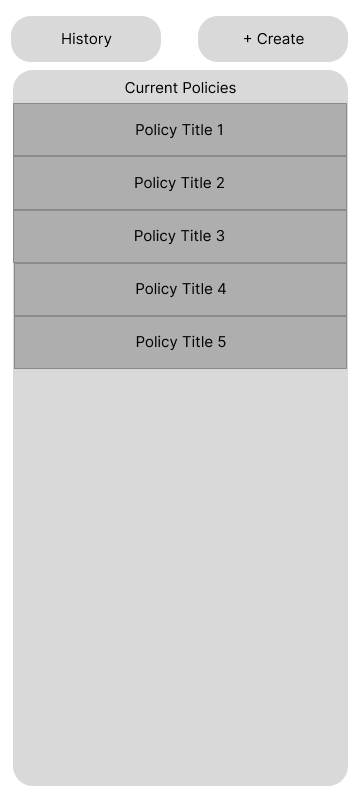 History
+ Create
Current Policies
Policy Title 1
Policy Title 2
Policy Title 3
Policy Title 4
Policy Title 5